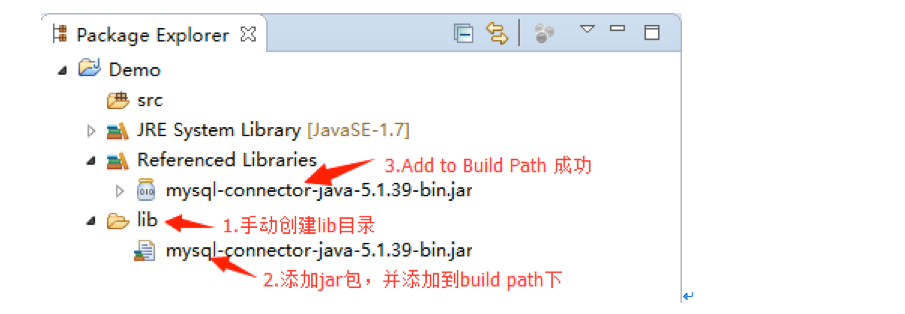 Package Explorer
Demo
src
JRE System Library [JavaSE-1.7]
Referenced Libraries
3.Add to Build Path 成功
mysql-connector-java-5.1.39-bin.jar
lib
1.手动创建lib目录
mysql-connector-java-5.1.39-bin.jar
2.添加jar包，并添加到build path下